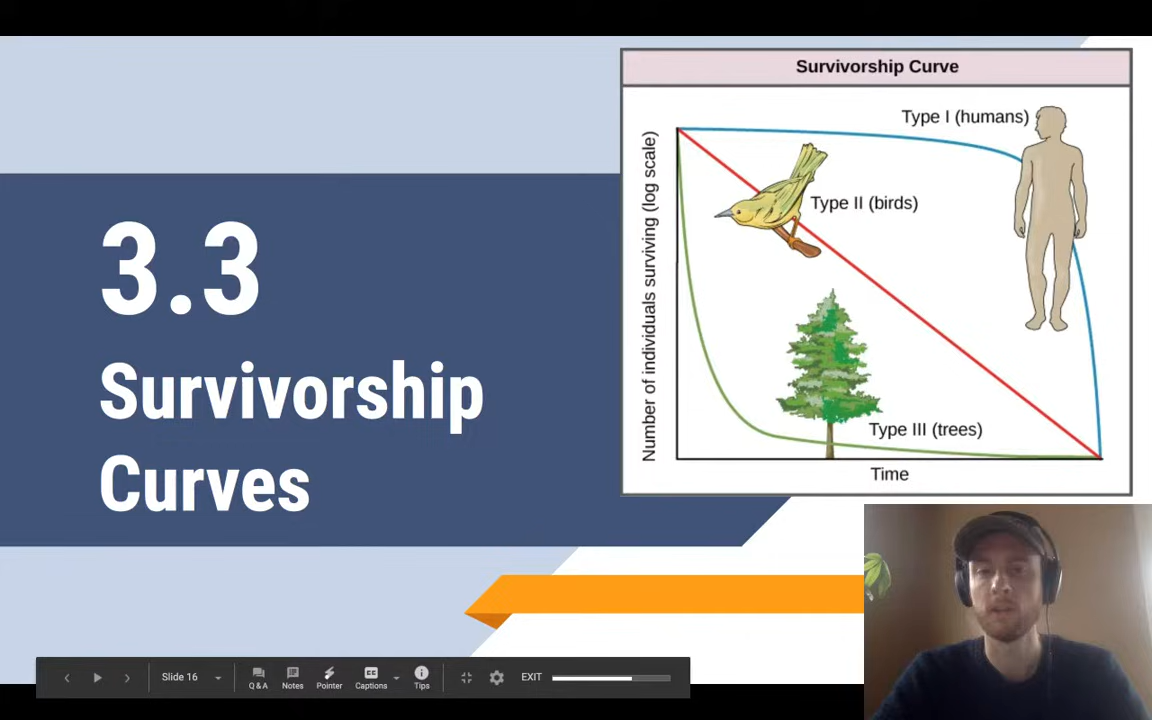 3.3
Survivorship
Curves
Survivorship Curve
Type I (humans)
Type II (birds)
Type III (trees)
Number of individuals surviving (log scale)
Time
Slide 16
Q&A
Notes
Pointer
CC
Captions
Tips
EXIT